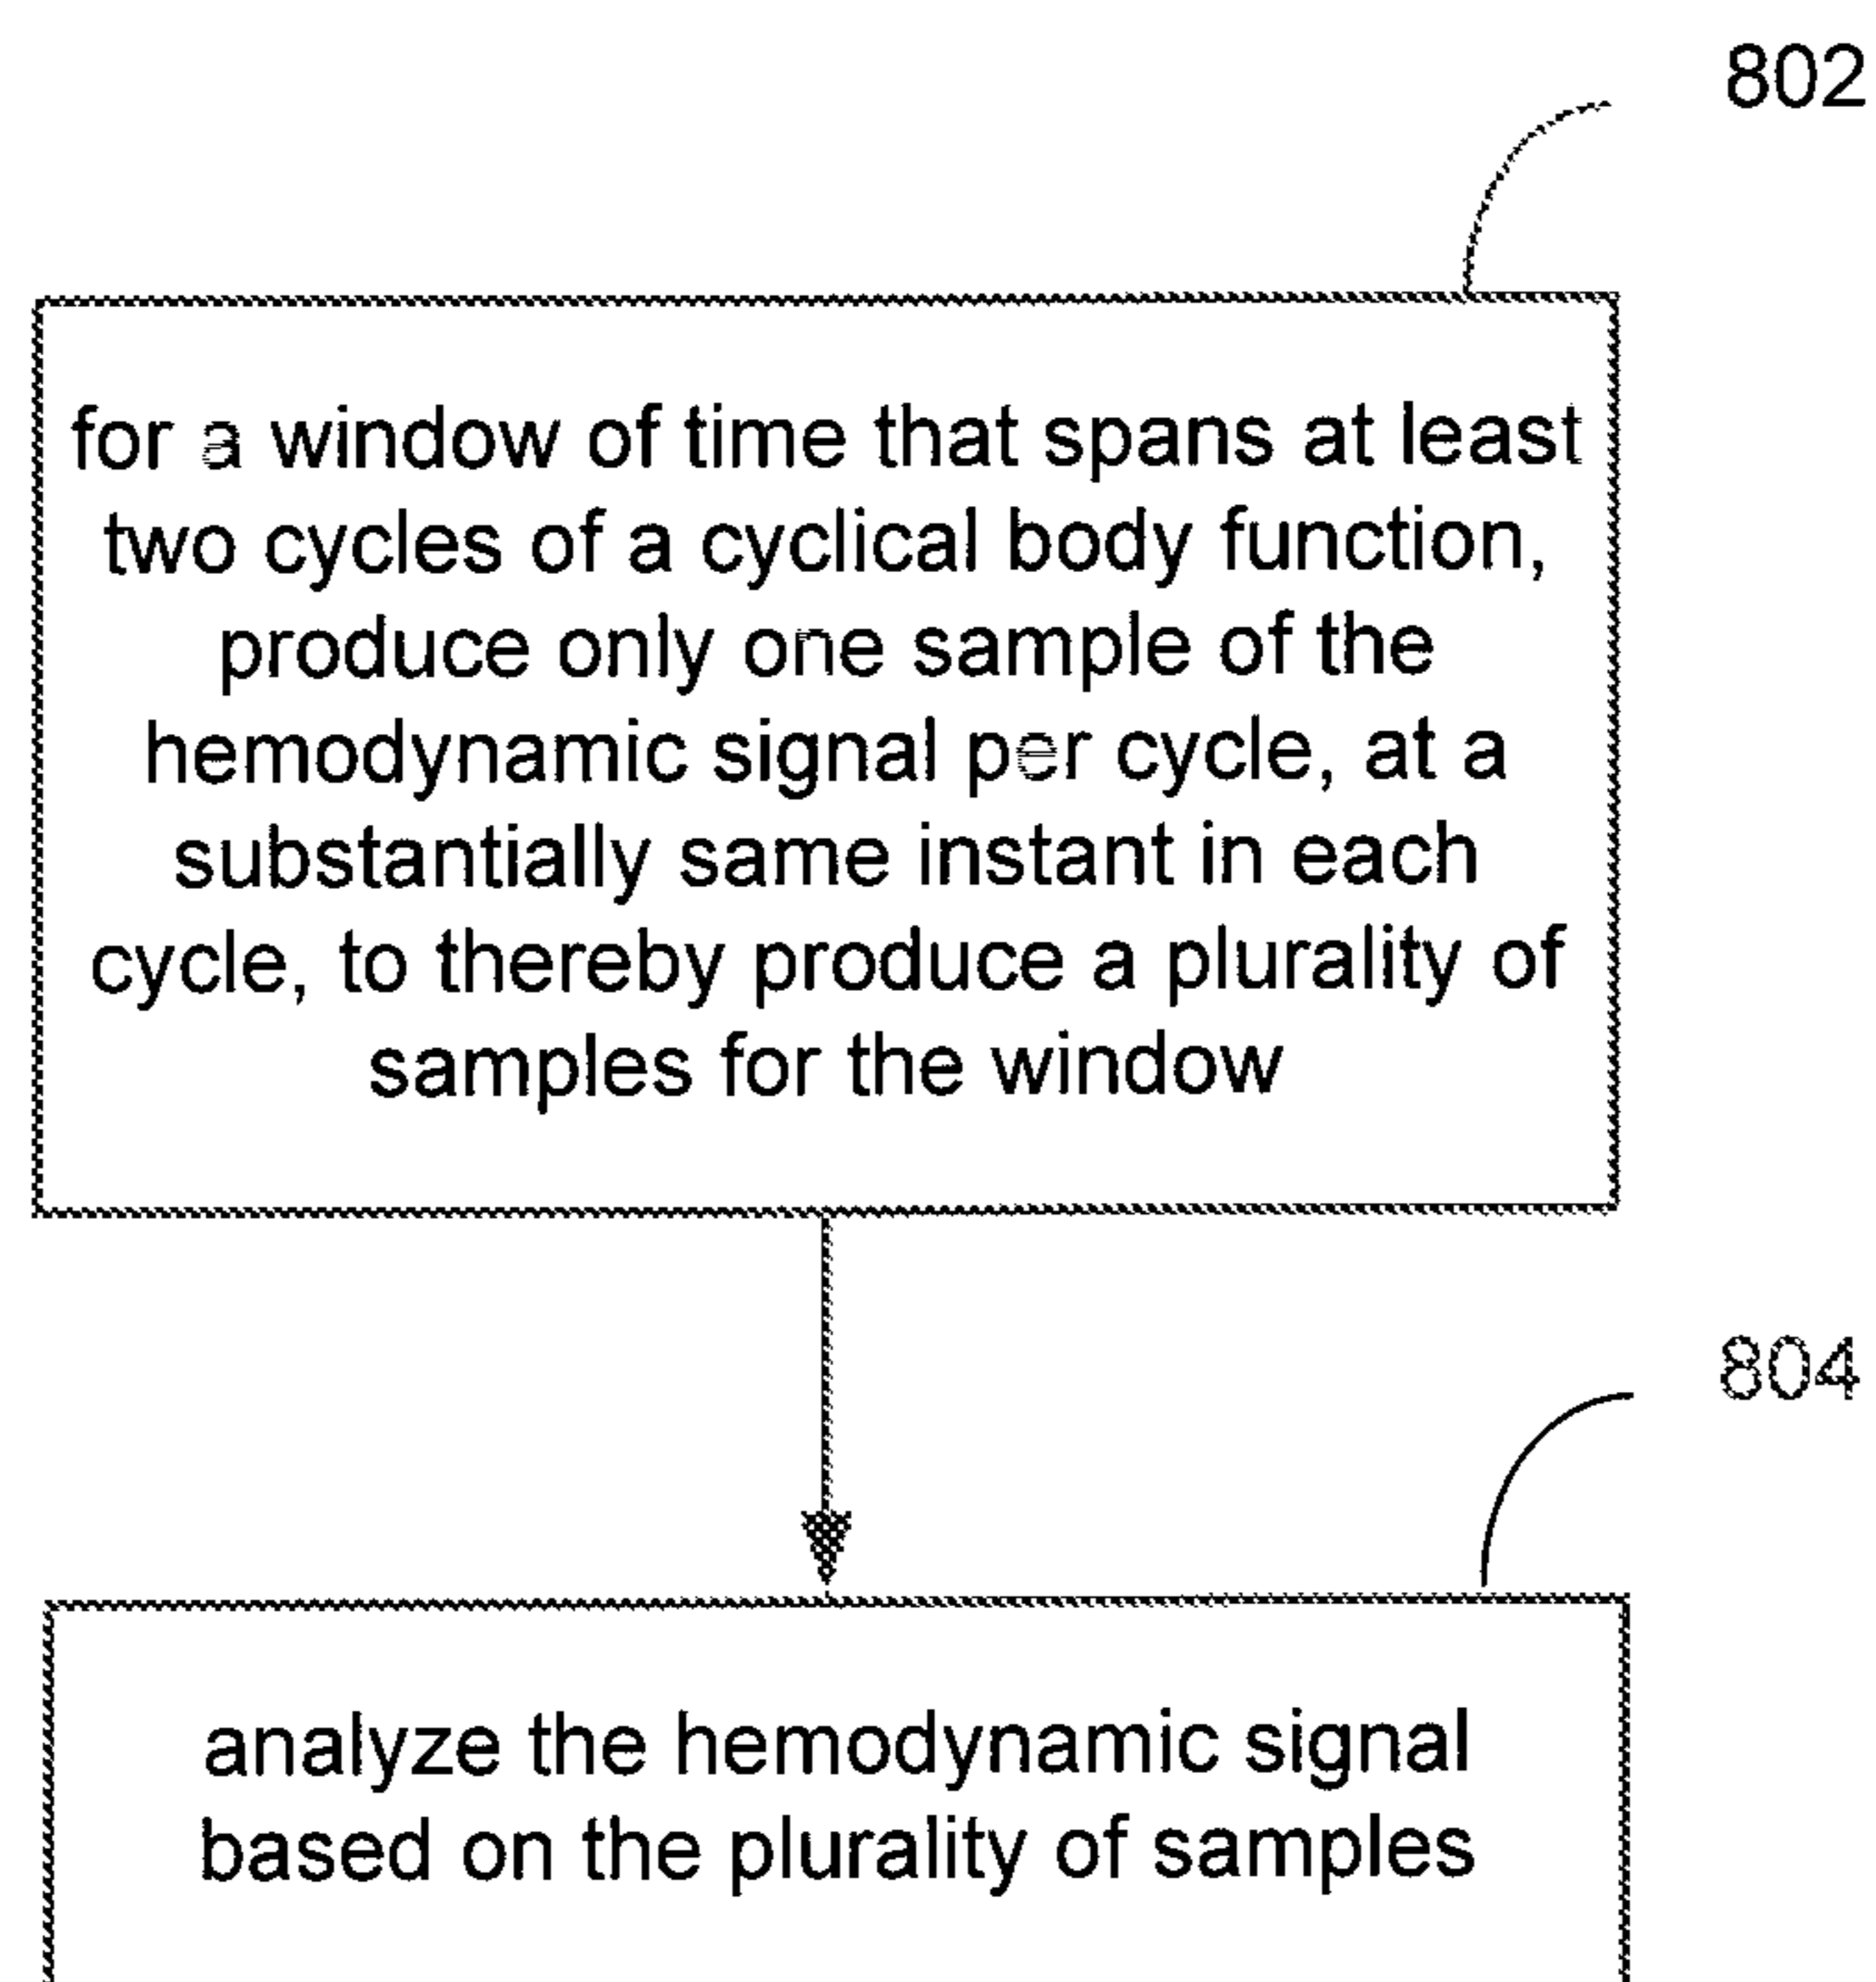 802
for a window of time that spans at least
two cycles of a cyclical body function,
produce only one sample of the
hemodynamic signal per cycle, at a
substantially same instant in each
cycle, to thereby produce a plurality of
samples for the window
804
analyze the hemodynamic signal
based on the plurality of samples